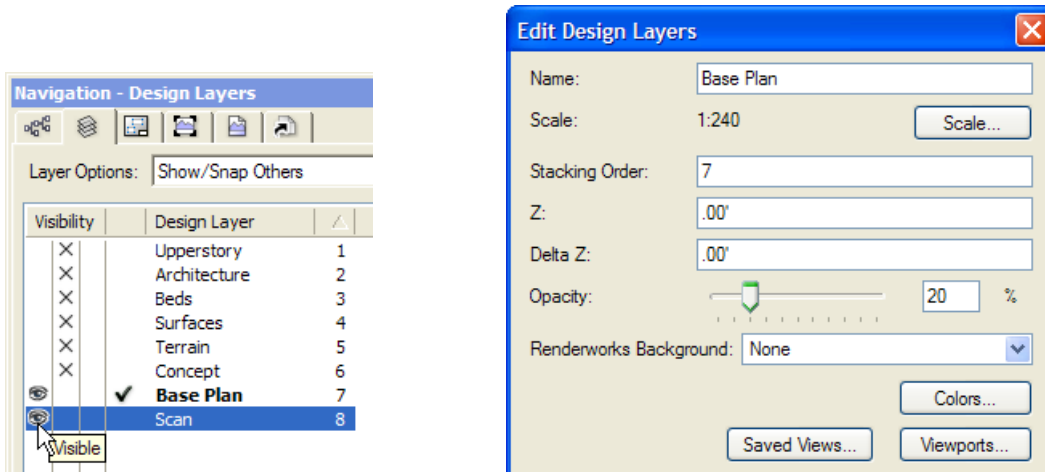 Navigation - Design Layers
Layer Options: Show/Snap Others
Visibility Design Layer
Upperstory 1
Architecture 2
Beds 3
Surfaces 4
Terrain 5
Concept 6
Base Plan 7
Scan 8
Visible
Edit Design Layers
Name: Base Plan
Scale: 1:240 Scale...
Stacking Order: 7
Z: .00'
Delta Z: .00'
Opacity: 20 %
Renderworks Background: None
Colors...
Saved Views... Viewports...